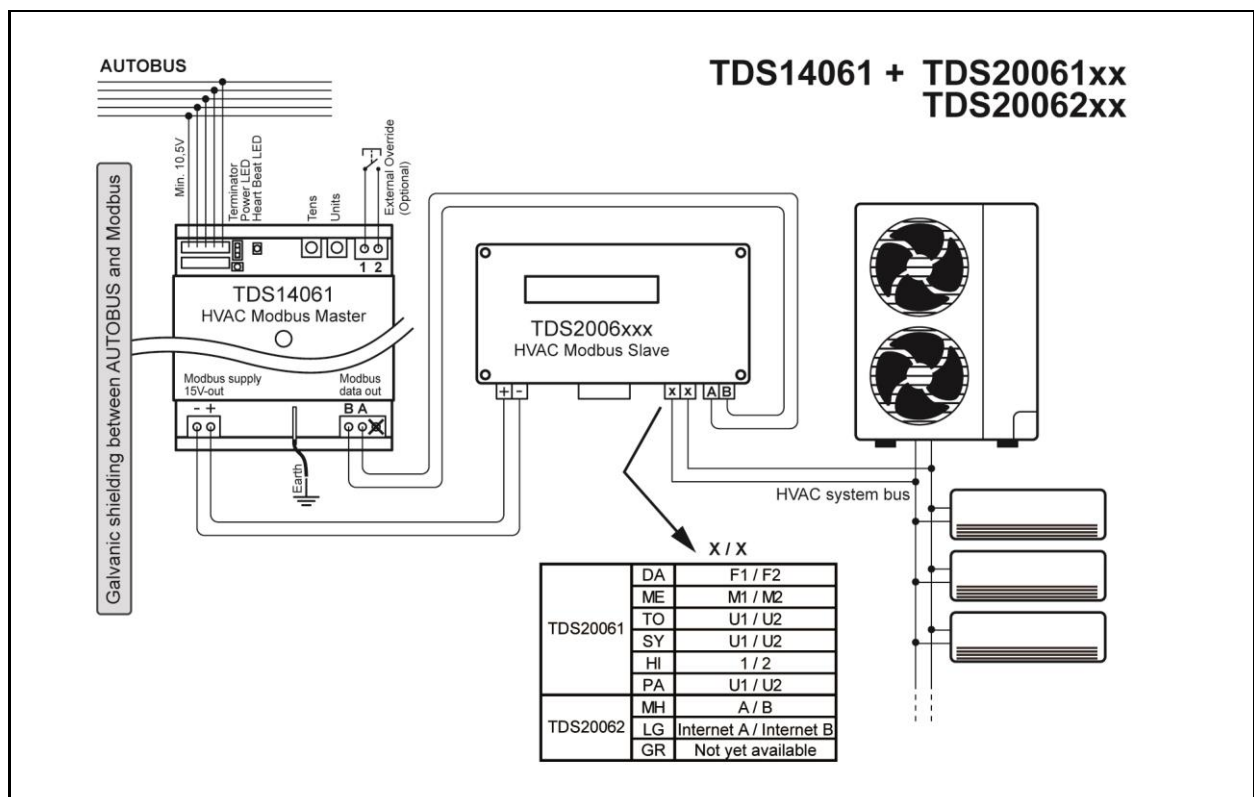 AUTOBUS
TDS14061 + TDS20061xx
TDS20062xx
Galvanic shielding between AUTOBUS and Modbus
Min. 10,5V
Terminator
Power LED
Heart Beat LED
Tens
Units
External Override
(Optional)
1 2
TDS14061
HVAC Modbus Master
Modbus supply
15V-out
Modbus
data out
- +
B A
Earth
TDS2006xxx
HVAC Modbus Slave
+ -
x x
A B
HVAC system bus
X / X
TDS20061
DA F1 / F2
ME M1 / M2
TO U1 / U2
SY U1 / U2
HI 1 / 2
PA U1 / U2
TDS20062
MH A / B
LG Internet A / Internet B
GR Not yet available